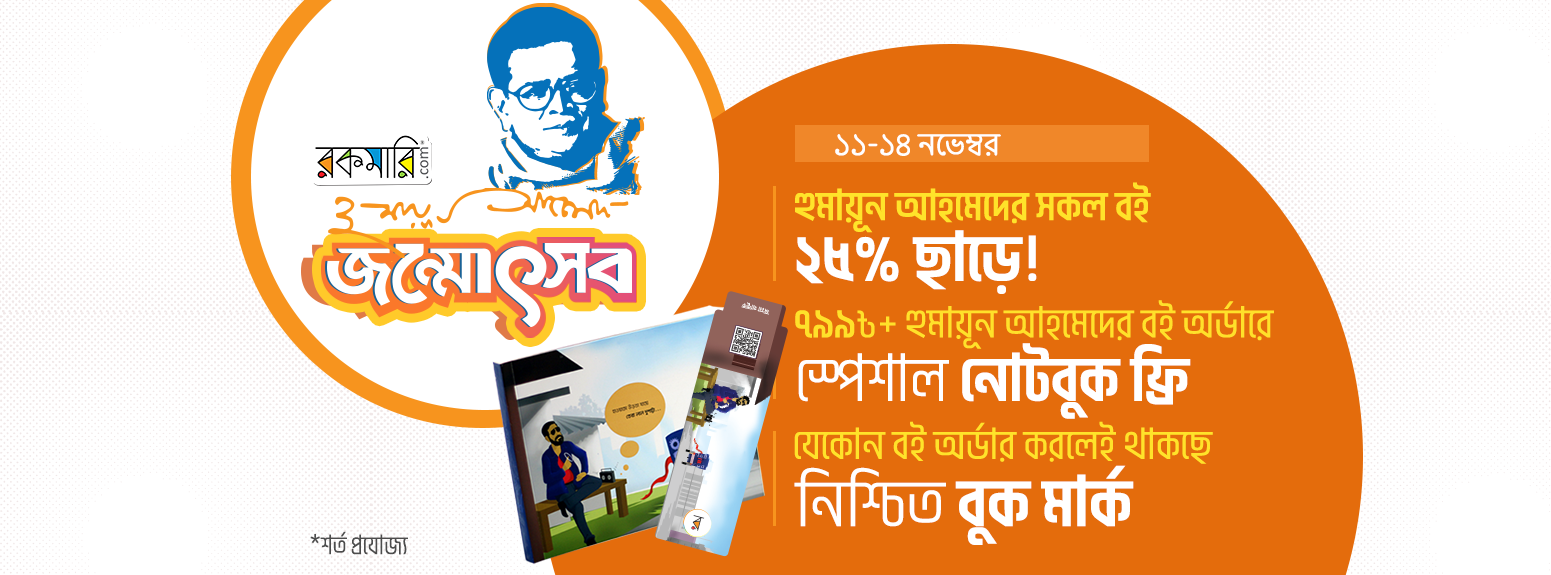 রকমারি
.com
হুমায়ূন আহমেদ
জন্মোৎসব
১১-১৪ নভেম্বর
হুমায়ূন আহমেদের সকল বই
২৫% ছাড়ে!
৭৯৯৳+ হুমায়ূন আহমেদের বই অর্ডারে
স্পেশাল নোটবুক ফ্রি
যেকোন বই অর্ডার করলেই থাকছে
নিশ্চিত বুক মার্ক
র
*শর্ত প্রযোজ্য